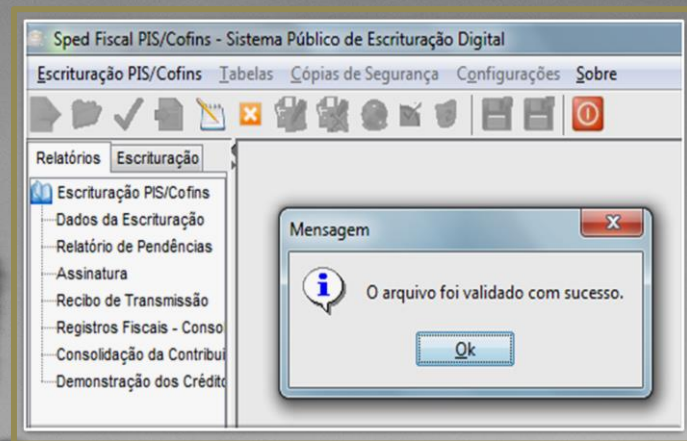 Sped Fiscal PIS/Cofins - Sistema Público de Escrituração Digital
Escrituração PIS/Cofins Tabelas Cópias de Segurança Configurações Sobre
Relatórios Escrituração
Escrituração PIS/Cofins
Dados da Escrituração
Relatório de Pendências
Assinatura
Recibo de Transmissão
Registros Fiscais - Conso
Consolidação da Contribui
Demonstração dos Crédit
Mensagem
O arquivo foi validado com sucesso.
Ok